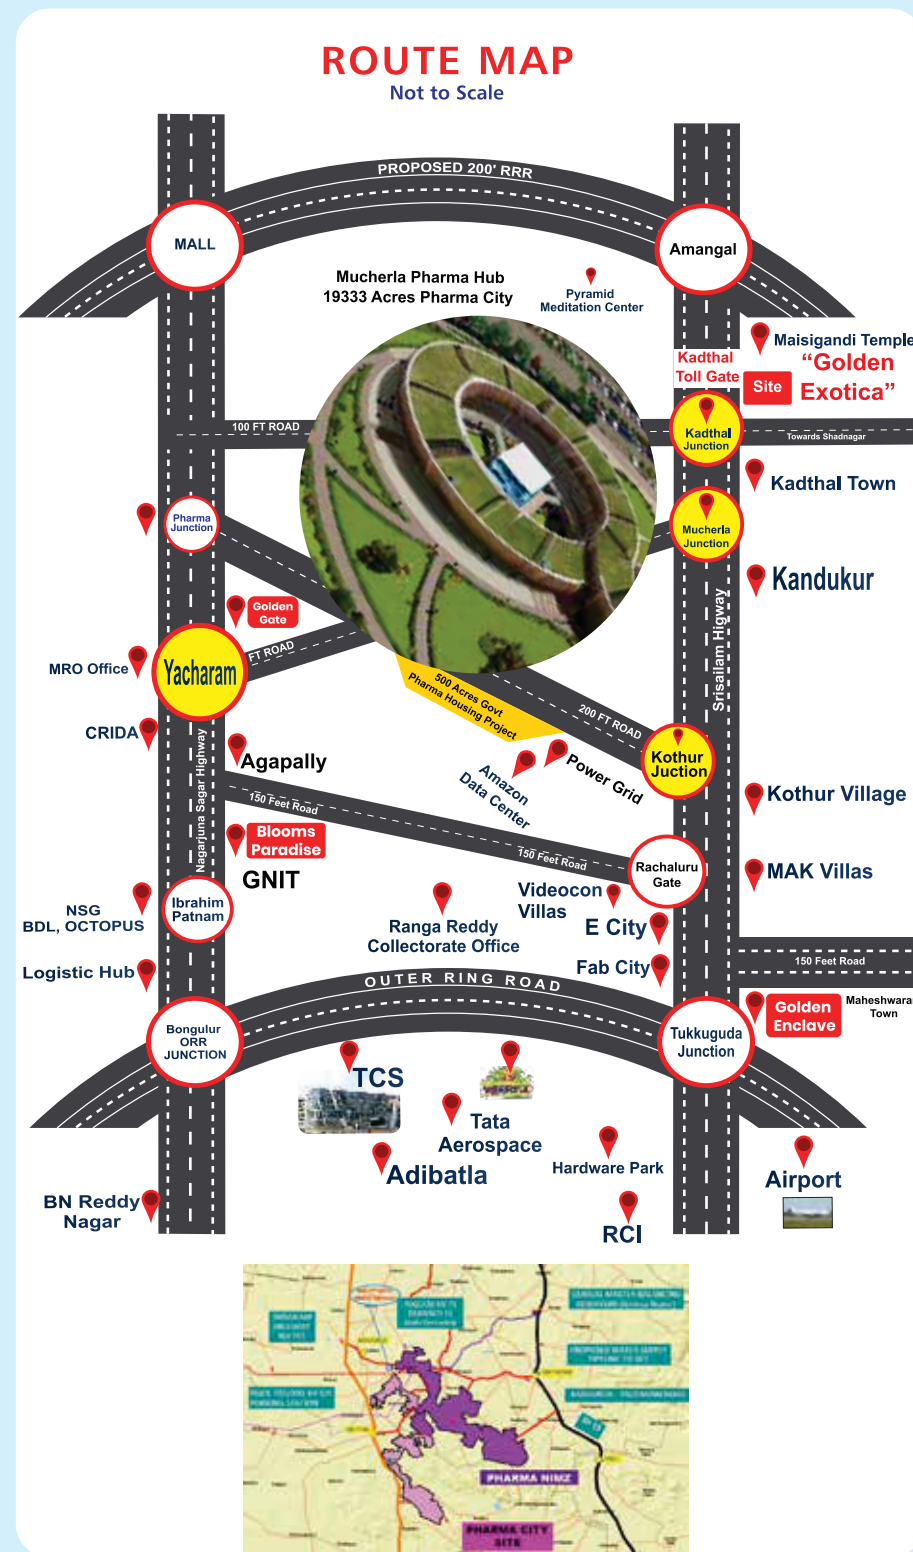 ROUTE MAP
Not to Scale
PROPOSED 200' RRR
MALL
Amangal
Mucherla Pharma Hub
19333 Acres Pharma City
Pyramid
Meditation Center
Maisigandi Temple
Kadthal
Toll Gate
Site
“Golden
Exotica”
100 FT ROAD
Kadthal
Junction
Towards Shadnagar
Kadthal Town
Pharma
Junction
Mucherla
Junction
Kandukur
Golden
Gate
FT ROAD
MRO Office
Yacharam
Srisailam Higway
500 Acres Govt
Pharma Housing Project
200 FT ROAD
CRIDA
Nagarjuna Sagar Highway
Agapally
Kothur
Juction
Power Grid
Amazon
Data Center
150 Feet Road
Kothur Village
Blooms
Paradise
150 Feet Road
GNIT
Rachaluru
Gate
MAK Villas
NSG
BDL, OCTOPUS
Ibrahim
Patnam
Videocon
Villas
Ranga Reddy
Collectorate Office
E City
Fab City
150 Feet Road
Logistic Hub
OUTER RING ROAD
Golden
Enclave
Maheshwara
Town
Bongulur
ORR
JUNCTION
Tukkuguda
Junction
TCS
Tata
Aerospace
Adibatla
Hardware Park
Airport
BN Reddy
Nagar
RCI
PHARMA NIMZ
PHARMA CITY
SITE